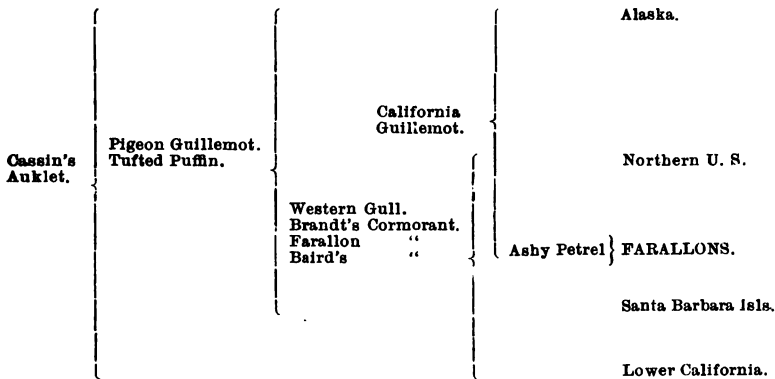 Alaska.
California
Guillemot.
Pigeon Guillemot.
Tufted Puffin.
Cassin's
Auklet.
Northern U. S.
Western Gull.
Brandt's Cormorant.
Farallon "
Baird's "
Ashy Petrel } FARALLONS.
Santa Barbara Isls.
Lower California.